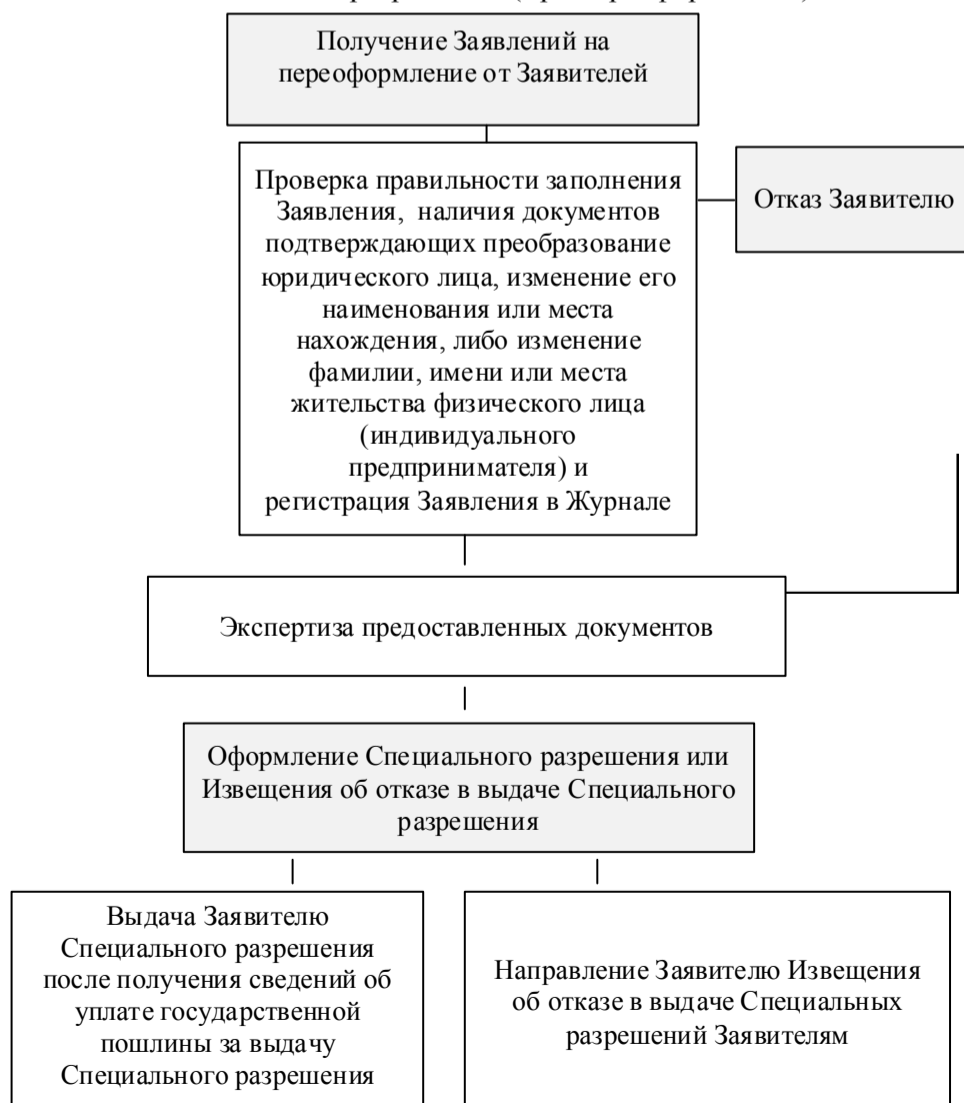 Получение Заявлений на
переоформление от Заявителей
Проверка правильности заполнения
Заявления, наличия документов
подтверждающих преобразование
юридического лица, изменение его
наименования или места
нахождения, либо изменение
фамилии, имени или места
жительства физического лица
(индивидуального
предпринимателя) и
регистрация Заявления в Журнале
Отказ Заявителю
Экспертиза предоставленных документов
Оформление Специального разрешения или
Извещения об отказе в выдаче Специального
разрешения
Выдача Заявителю
Специального разрешения
после получения сведений об
уплате государственной
пошлины за выдачу
Специального разрешения
Направление Заявителю Извещения
об отказе в выдаче Специальных
разрешений Заявителям